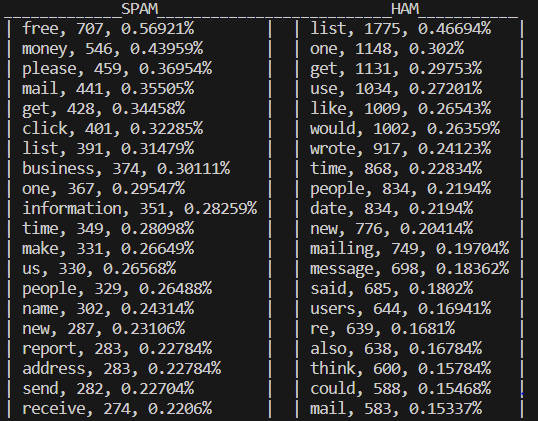 ____________SPAM________________________HAM__________
| free, 707, 0.56921% | | list, 1775, 0.46694% |
| money, 546, 0.43959% | | one, 1148, 0.302% |
| please, 459, 0.36954% | | get, 1131, 0.29753% |
| mail, 441, 0.35505% | | use, 1034, 0.27201% |
| get, 428, 0.34458% | | like, 1009, 0.26543% |
| click, 401, 0.32285% | | would, 1002, 0.26359% |
| list, 391, 0.31479% | | wrote, 917, 0.24123% |
| business, 374, 0.30111% | | time, 868, 0.22834% |
| one, 367, 0.29547% | | people, 834, 0.2194% |
| information, 351, 0.28259% | | date, 834, 0.2194% |
| time, 349, 0.28098% | | new, 776, 0.20414% |
| make, 331, 0.26649% | | mailing, 749, 0.19704% |
| us, 330, 0.26568% | | message, 698, 0.18362% |
| people, 329, 0.26488% | | said, 685, 0.1802% |
| name, 302, 0.24314% | | users, 644, 0.16941% |
| new, 287, 0.23106% | | re, 639, 0.1681% |
| report, 283, 0.22784% | | also, 638, 0.16784% |
| address, 283, 0.22784% | | think, 600, 0.15784% |
| send, 282, 0.22704% | | could, 588, 0.15468% |
| receive, 274, 0.2206% | | mail, 583, 0.15337% |